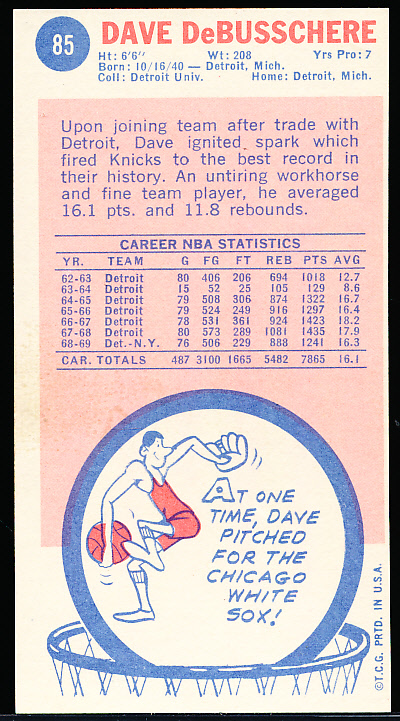 85
DAVE DeBUSSCHERE
Ht: 6'6" Wt: 208 Yrs Pro: 7
Born: 10/16/40 — Detroit, Mich.
Coll: Detroit Univ. Home: Detroit, Mich.
Upon joining team after trade with
Detroit, Dave ignited spark which
fired Knicks to the best record in
their history. An untiring workhorse
and fine team player, he averaged
16.1 pts. and 11.8 rebounds.
CAREER NBA STATISTICS
YR. TEAM G FG FT REB PTS AVG
62-63 Detroit 80 406 206 694 1018 12.7
63-64 Detroit 15 52 25 105 129 8.6
64-65 Detroit 79 508 306 874 1322 16.7
65-66 Detroit 79 524 249 916 1297 16.4
66-67 Detroit 78 531 361 924 1423 18.2
67-68 Detroit 80 573 289 1081 1435 17.9
68-69 Det.-N.Y. 76 506 229 888 1241 16.3
CAR. TOTALS 487 3100 1665 5482 7865 16.1
AT ONE
TIME, DAVE
PITCHED
FOR THE
CHICAGO
WHITE
SOX!
©T.C.G. PRTD. IN U.S.A.